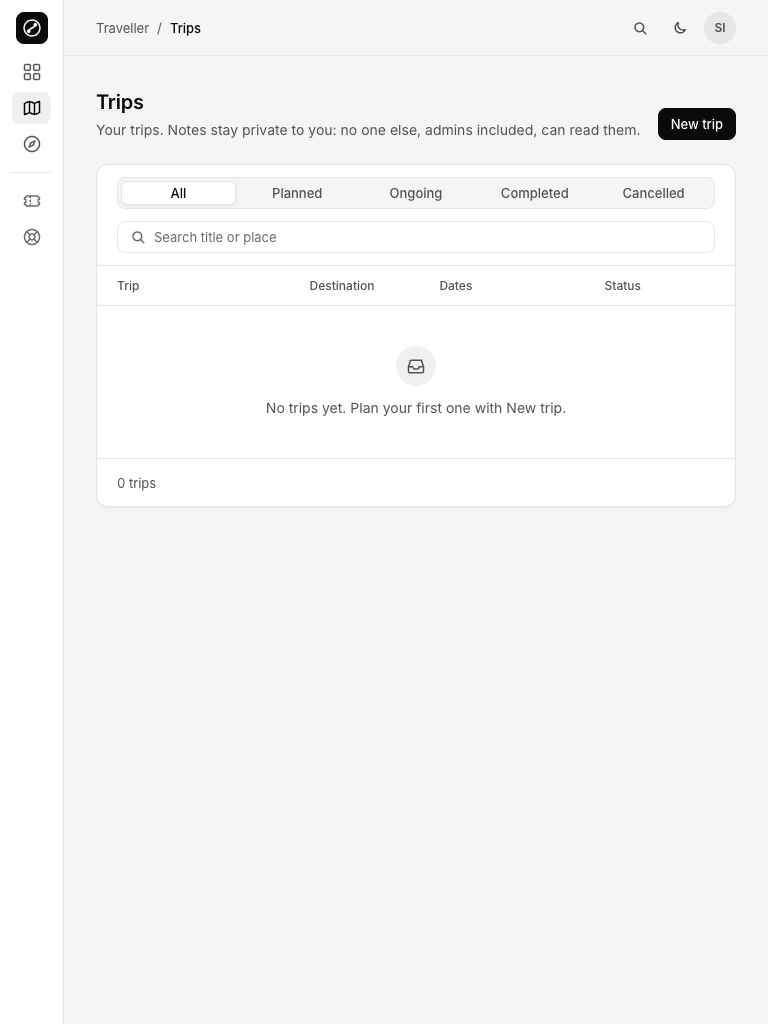 Traveller / Trips
SI
Trips
Your trips. Notes stay private to you: no one else, admins included, can read them.
New trip
All Planned Ongoing Completed Cancelled
Search title or place
Trip Destination Dates Status
No trips yet. Plan your first one with New trip.
0 trips